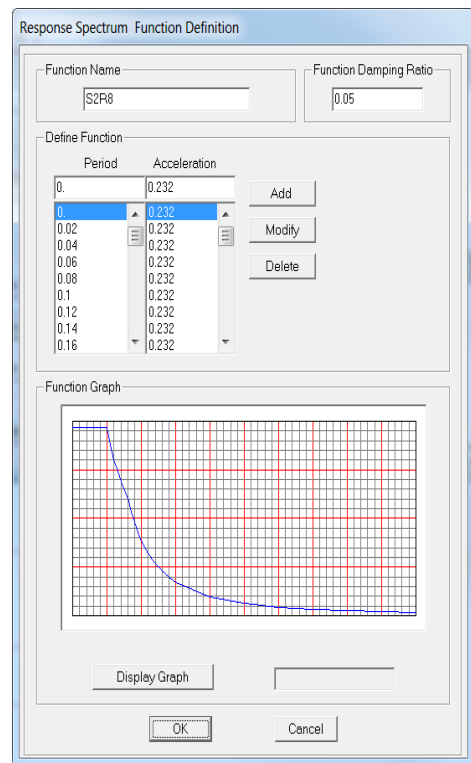 Response Spectrum Function Definition
Function Name
Function Damping Ratio
S2R8
0.05
Define Function
Period Acceleration
0. 0.232
Add
0. 0.232
0.02 0.232
Modify
0.04 0.232
0.06 0.232
Delete
0.08 0.232
0.1 0.232
0.12 0.232
0.14 0.232
0.16 0.232
Function Graph
Display Graph
OK Cancel